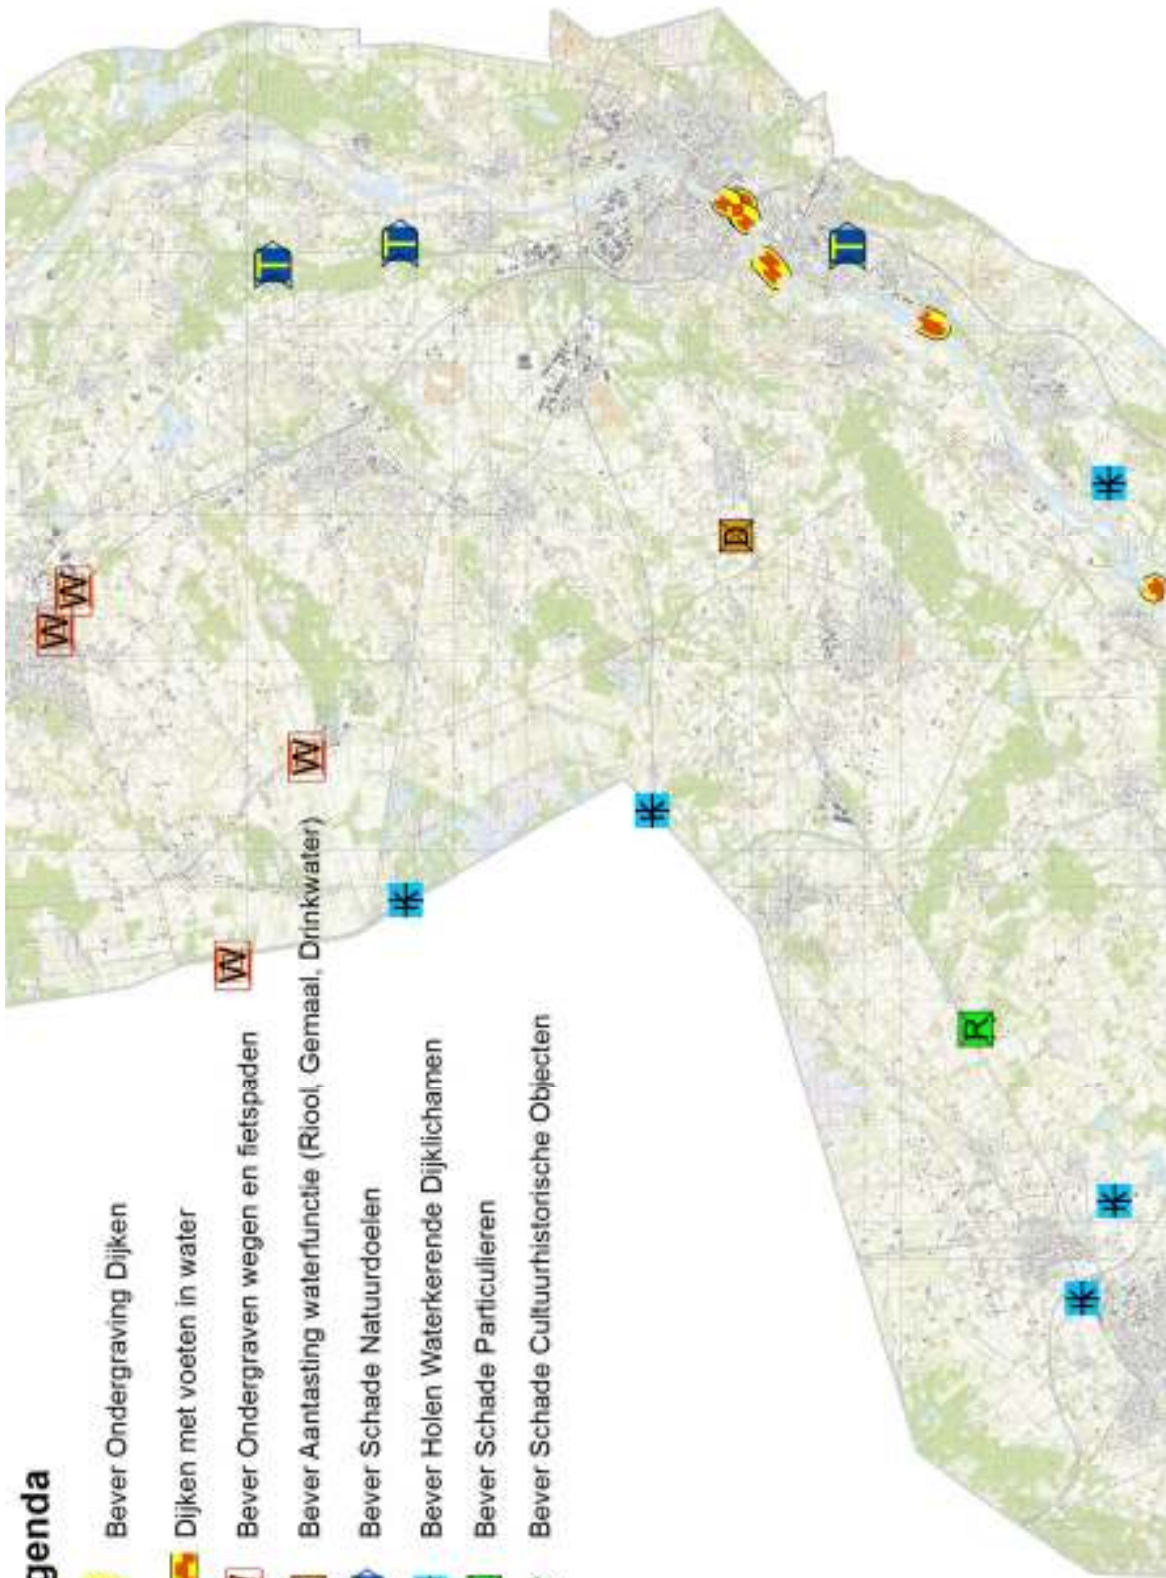 genda
Bever Ondergraving Dijken
Dijken met voeten in water
Bever Ondergraven wegen en fietspaden
Bever Aantasting waterfunctie (Riool, Gemaal, Drinkwater)
Bever Schade Natuurdoelen
Bever Holen Waterkerende Dijklichamen
Bever Schade Particulieren
Bever Schade Cultuurhistorische Objecten
W
W
W
W
T
T
T
D
K
K
K
K
K
R